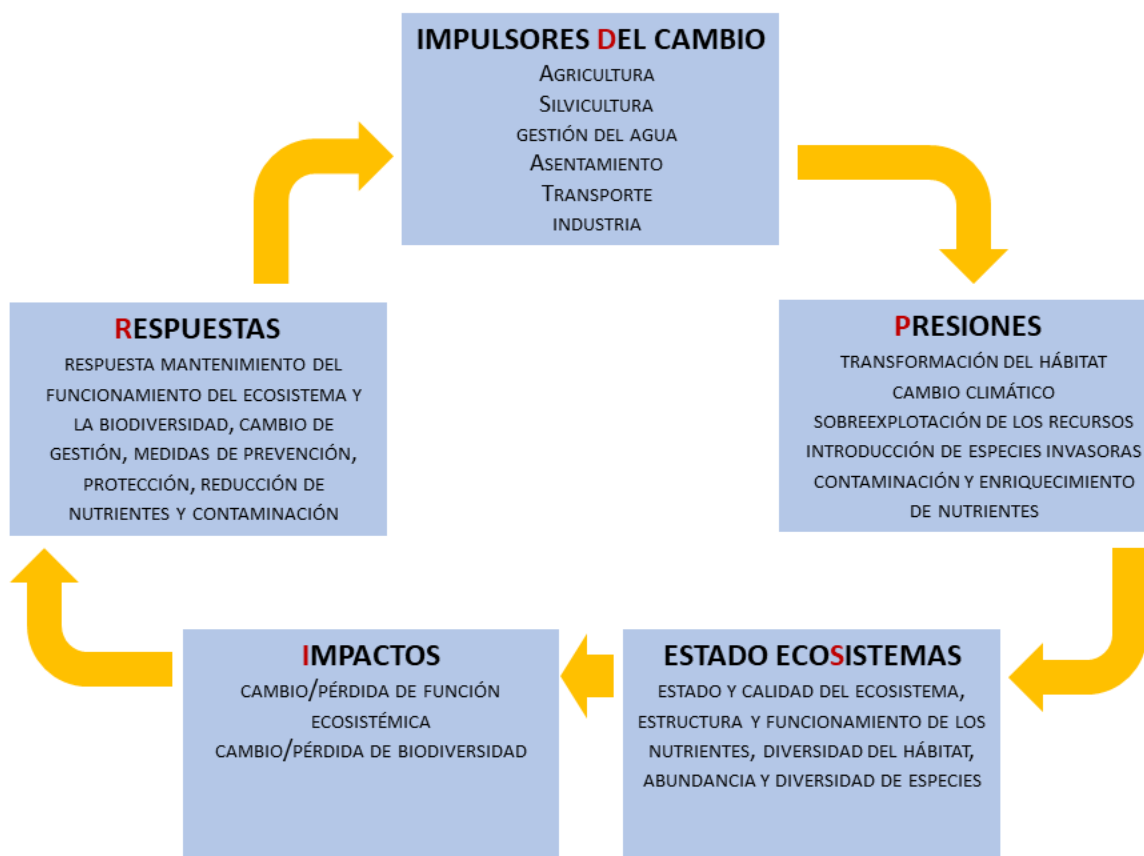 IMPULSORES DEL CAMBIO
AGRICULTURA
SILVICULTURA
GESTIÓN DEL AGUA
ASENTAMIENTO
TRANSPORTE
INDUSTRIA
PRESIONES
TRANSFORMACIÓN DEL HÁBITAT
CAMBIO CLIMÁTICO
SOBREEXPLOTACIÓN DE LOS RECURSOS
INTRODUCCIÓN DE ESPECIES INVASORAS
CONTAMINACIÓN Y ENRIQUECIMIENTO
DE NUTRIENTES
ESTADO ECOSISTEMAS
ESTADO Y CALIDAD DEL ECOSISTEMA,
ESTRUCTURA Y FUNCIONAMIENTO DE LOS
NUTRIENTES, DIVERSIDAD DEL HÁBITAT,
ABUNDANCIA Y DIVERSIDAD DE ESPECIES
IMPACTOS
CAMBIO/PÉRDIDA DE FUNCIÓN
ECOSISTÉMICA
CAMBIO/PÉRDIDA DE BIODIVERSIDAD
RESPUESTAS
RESPUESTA MANTENIMIENTO DEL
FUNCIONAMIENTO DEL ECOSISTEMA Y
LA BIODIVERSIDAD, CAMBIO DE
GESTIÓN, MEDIDAS DE PREVENCIÓN,
PROTECCIÓN, REDUCCIÓN DE
NUTRIENTES Y CONTAMINACIÓN